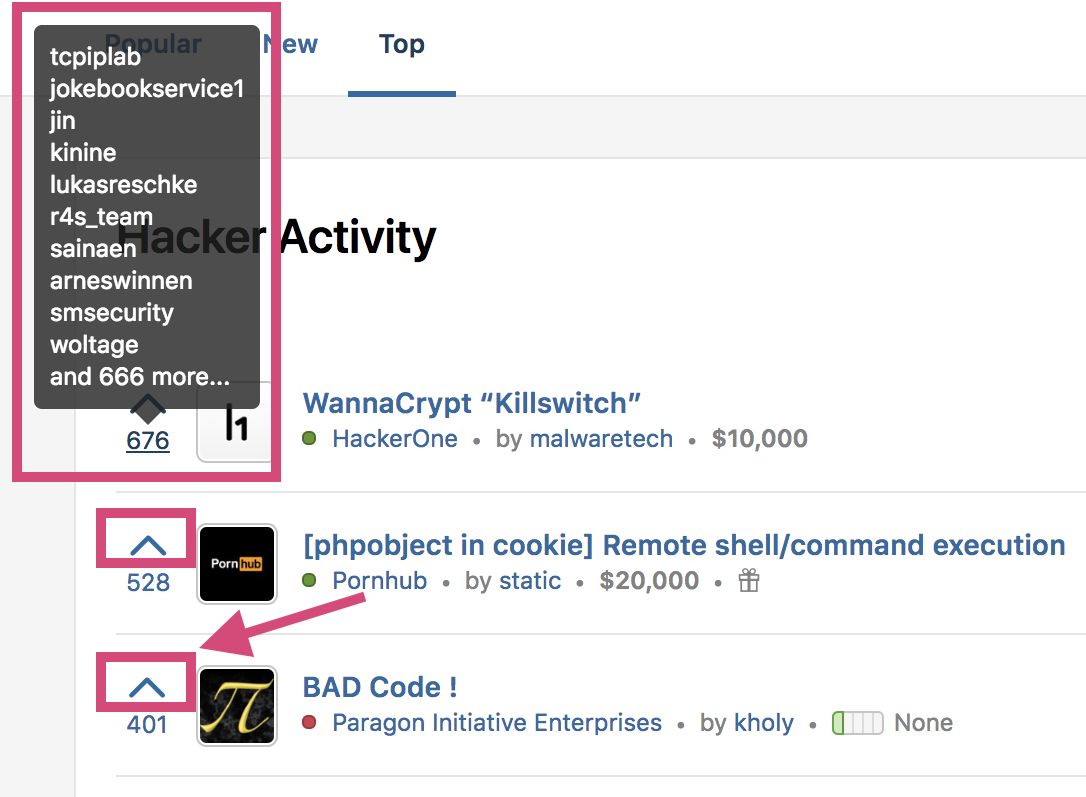 Popular New Top
tcpiplab
jokebookservice1
jin
kinine
lukasreschke
r4s_team
sainaen
arneswinnen
smsecurity
woltage
and 666 more...
Hacker Activity
676
h1
WannaCrypt “Killswitch”
HackerOne • by malwaretech • $10,000
528
Pornhub
[phpobject in cookie] Remote shell/command execution
Pornhub • by static • $20,000 •
401
π
BAD Code !
Paragon Initiative Enterprises • by kholy • None